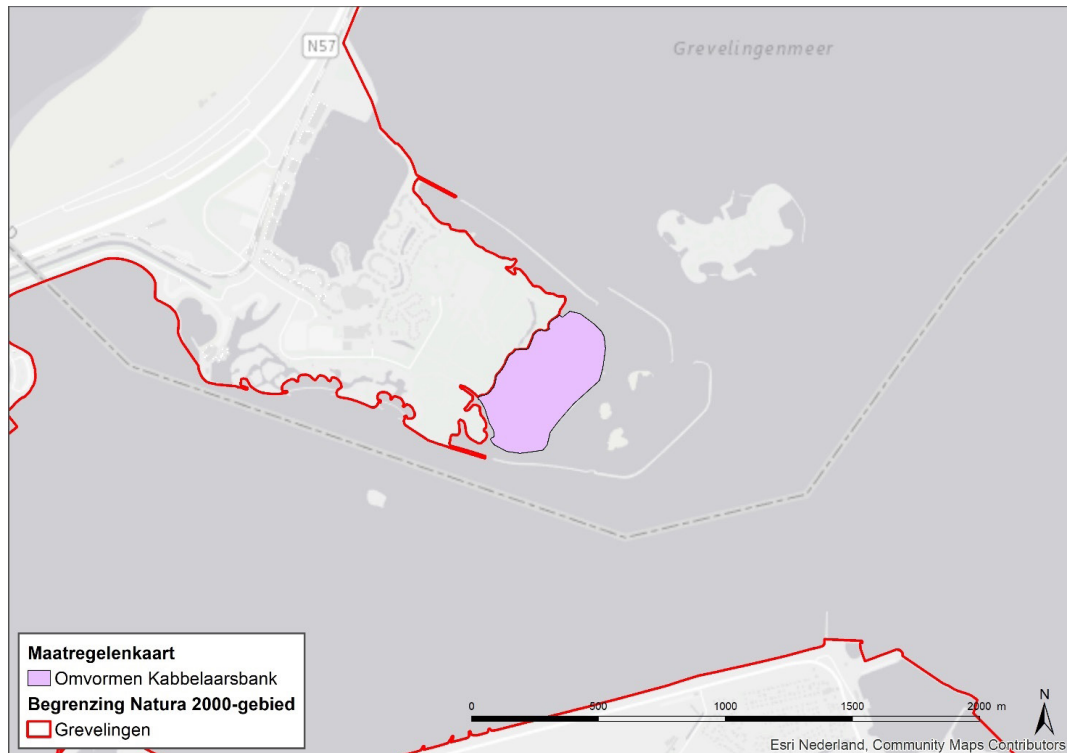 N57
Grevelingenmeer
Maatregelenkaart
Omvormen Kabbelaarsbank
Begrenzing Natura 2000-gebied
Grevelingen
0 500 1000 1500 2000 m
N
Esri Nederland, Community Maps Contributors